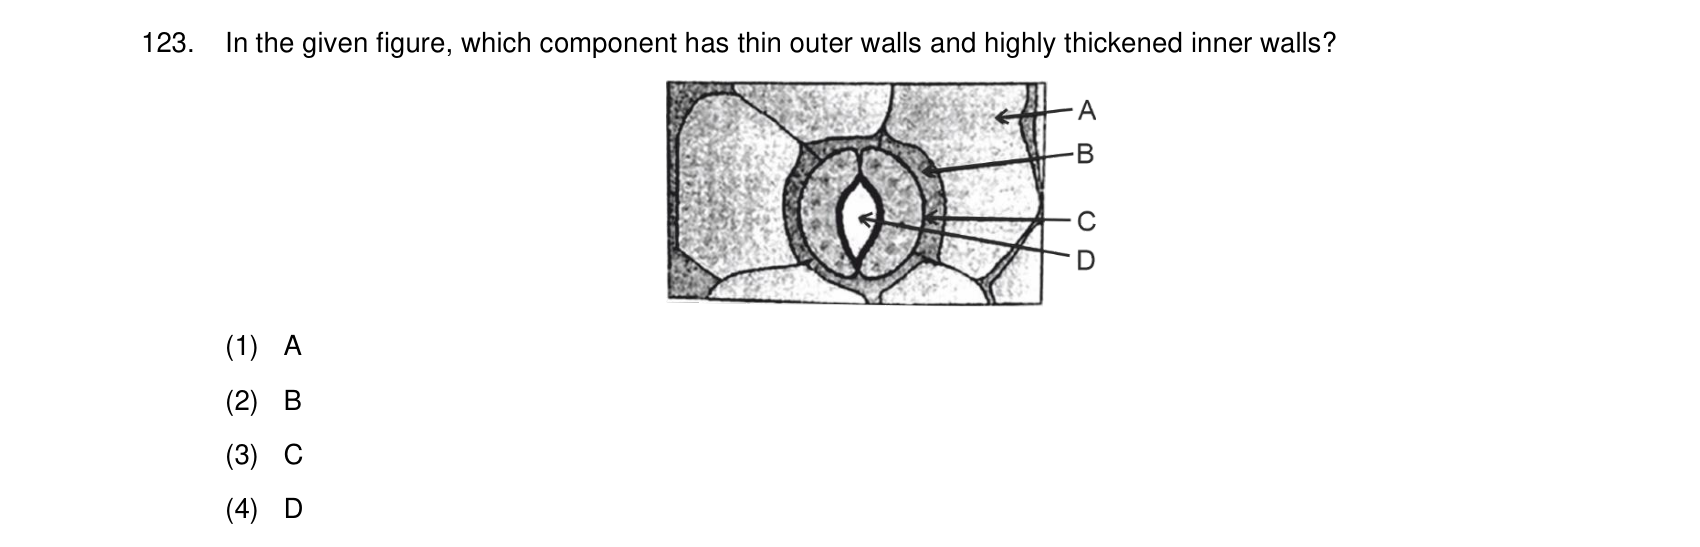 123. In the given figure, which component has thin outer walls and highly thickened inner walls?
A
B
C
D
(1) A
(2) B
(3) C
(4) D